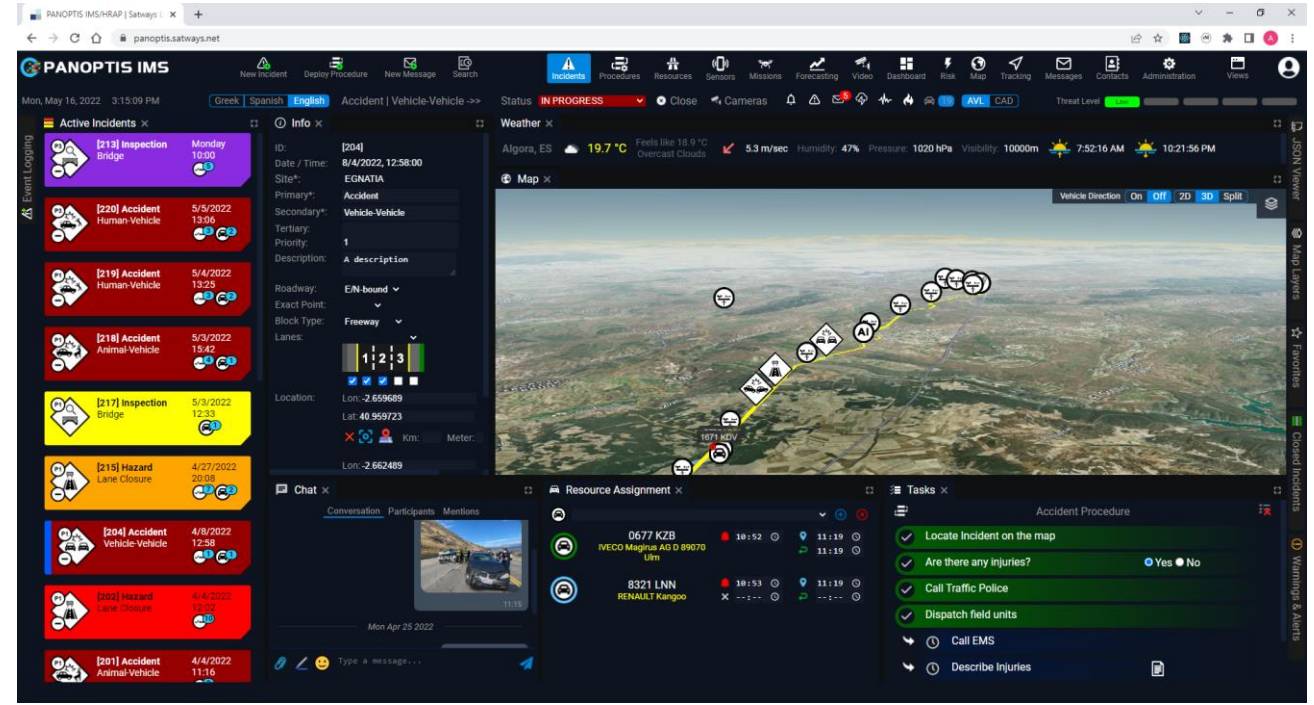 PANOPTIS IMS/HRAP | Satways L
panoptis.satways.net
PANOPTIS IMS
New Incident
Deploy Procedure
New Message
Search
Incidents
Procedures
Resources
Sensors
Missions
Forecasting
Video
Dashboard
Risk
Map
Tracking
Messages
Contacts
Administration
Views
Mon, May 16, 2022 3:15:09 PM
Greek Spanish English
Accident | Vehicle-Vehicle ->>
Status IN PROGRESS
Close
Cameras
5
19
AVL CAD
Threat Level Low
Event Logging
Active Incidents
[213] Inspection Monday
Bridge 10:00
[220] Accident 5/5/2022
Human-Vehicle 13:06
[219] Accident 5/4/2022
Human-Vehicle 13:25
[218] Accident 5/3/2022
Animal-Vehicle 15:42
[217] Inspection 5/3/2022
Bridge 12:33
[215] Hazard 4/27/2022
Lane Closure 20:08
[204] Accident 4/8/2022
Vehicle-Vehicle 12:58
[202] Hazard 4/4/2022
Lane Closure 12:02
[201] Accident 4/4/2022
Animal-Vehicle 11:16
Info
ID: [204]
Date / Time: 8/4/2022, 12:58:00
Site*: EGNATIA
Primary*: Accident
Secondary*: Vehicle-Vehicle
Tertiary:
Priority: 1
Description: A description
Roadway: E/N-bound
Exact Point:
Block Type: Freeway
Lanes:
1 2 3
Location: Lon: -2.659689
Lat: 40.959723
Km: Meter:
Lon: -2.662489
Weather
Algora, ES 19.7 °C
Feels like 18.9 °C
Overcast Clouds
5.3 m/sec Humidity: 47% Pressure: 1020 hPa Visibility: 10000m 7:52:16 AM 10:21:56 PM
Map
Vehicle Direction On Off 2D 3D Split
AI
1671 KDV
Chat
Conversation Participants Mentions
11:15
Mon Apr 25 2022
Type a message...
Resource Assignment
0677 KZB 10:52 11:19
IVECO Magirus AG D 89070 11:19
Ulm
8321 LNN 10:53 11:19
RENAULT Kangoo --:-- --:--
Tasks
Accident Procedure
Locate Incident on the map
Are there any injuries? Yes No
Call Traffic Police
Dispatch field units
Call EMS
Describe Injuries
JSON Viewer
Map Layers
Favorites
Closed Incidents
Warnings & Alerts